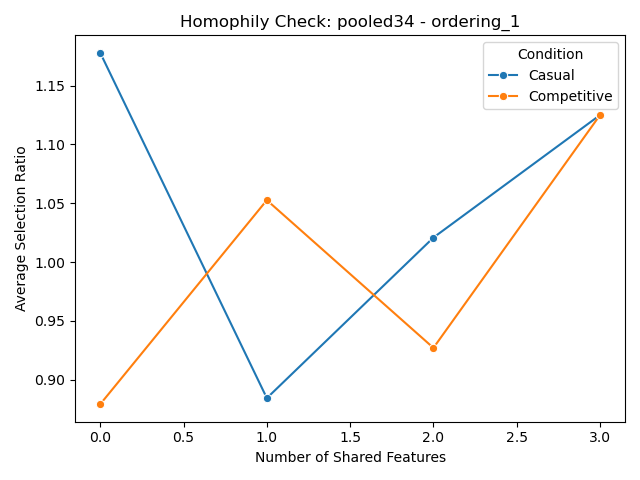 Homophily Check: pooled34 - ordering_1
Condition
Casual
Competitive
Average Selection Ratio
1.15
1.10
1.05
1.00
0.95
0.90
0.0 0.5 1.0 1.5 2.0 2.5 3.0
Number of Shared Features